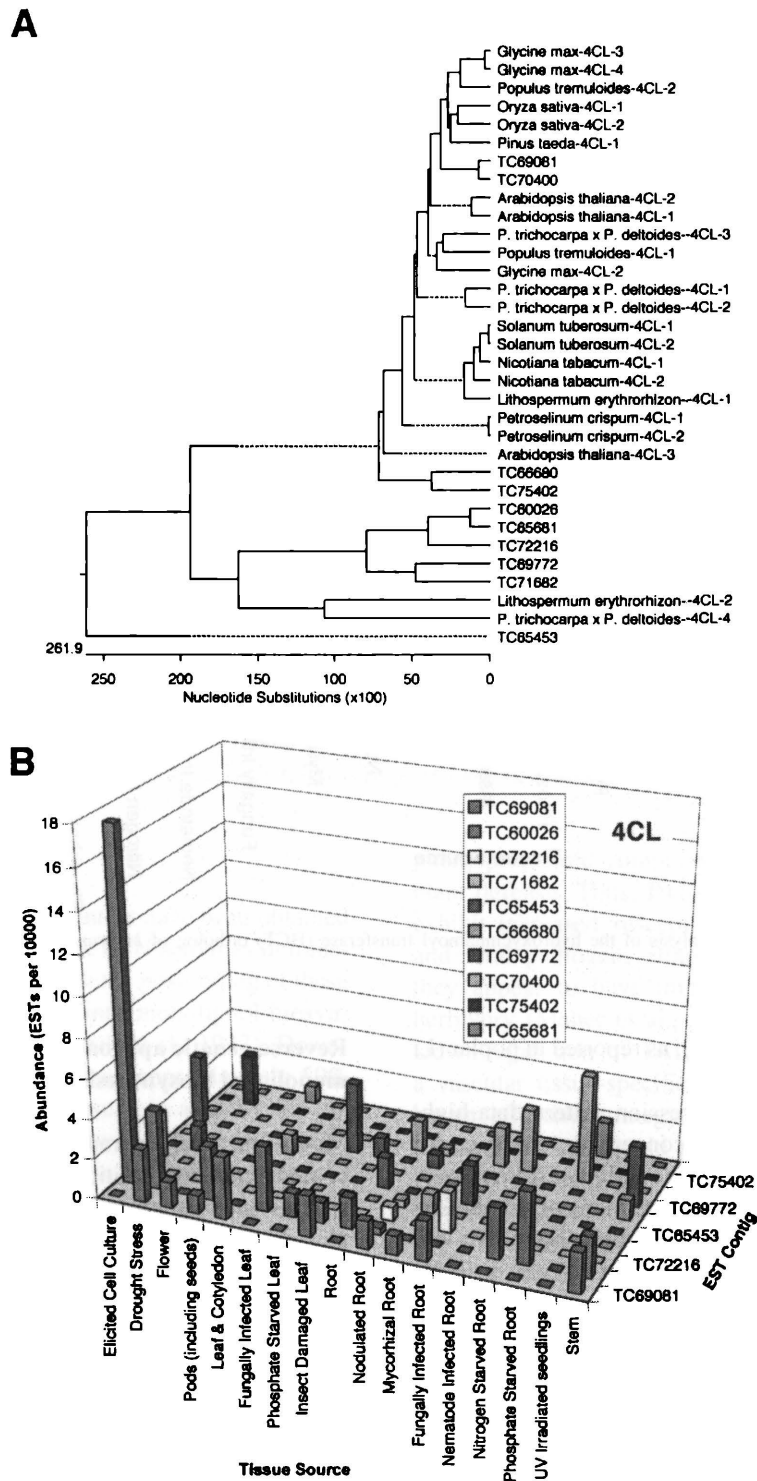 A
Glycine max-4CL-3
Glycine max-4CL-4
Populus tremuloides-4CL-2
Oryza sativa-4CL-1
Oryza sativa-4CL-2
Pinus taeda-4CL-1
TC69081
TC70400
Arabidopsis thaliana-4CL-2
Arabidopsis thaliana-4CL-1
P. trichocarpa x P. deltoides--4CL-3
Populus tremuloides-4CL-1
Glycine max-4CL-2
P. trichocarpa x P. deltoides--4CL-1
P. trichocarpa x P. deltoides--4CL-2
Solanum tuberosum-4CL-1
Solanum tuberosum-4CL-2
Nicotiana tabacum-4CL-1
Nicotiana tabacum-4CL-2
Lithospermum erythrorhizon--4CL-1
Petroselinum crispum-4CL-1
Petroselinum crispum-4CL-2
Arabidopsis thaliana-4CL-3
TC66680
TC75402
TC60026
TC65681
TC72216
TC69772
TC71682
Lithospermum erythrorhizon--4CL-2
P. trichocarpa x P. deltoides--4CL-4
TC65453
261.9
250 200 150 100 50 0
Nucleotide Substitutions (x100)
B
4CL
TC69081
TC60026
TC72216
TC71682
TC65453
TC66680
TC69772
TC70400
TC75402
TC65681
Abundance (ESTs per 10000)
18
16
14
12
10
8
6
4
2
0
TC75402
TC69772
TC65453
TC72216
TC69081
EST Contig
Elicited Cell Culture
Drought Stress
Flower
Pods (including seeds)
Leaf & Cotyledon
Fungally Infected Leaf
Phosphate Starved Leaf
Insect Damaged Leaf
Root
Nodulated Root
Mycorhizal Root
Fungally Infected Root
Nematode Infected Root
Nitrogen Starved Root
Phosphate Starved Root
UV Irradiated seedlings
Stem
Tissue Source